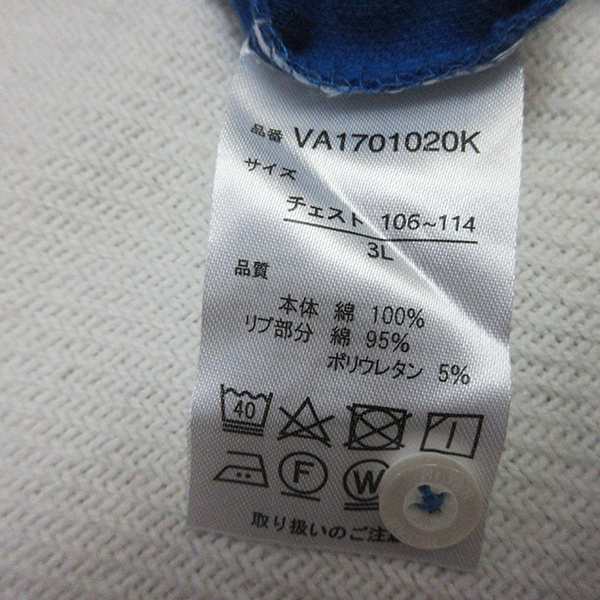 品番 VA1701020K
サイズ
チェスト 106~114
3L
品質
本体 綿 100%
リブ部分 綿 95%
ポリウレタン 5%
40
F W
取り扱いのご注